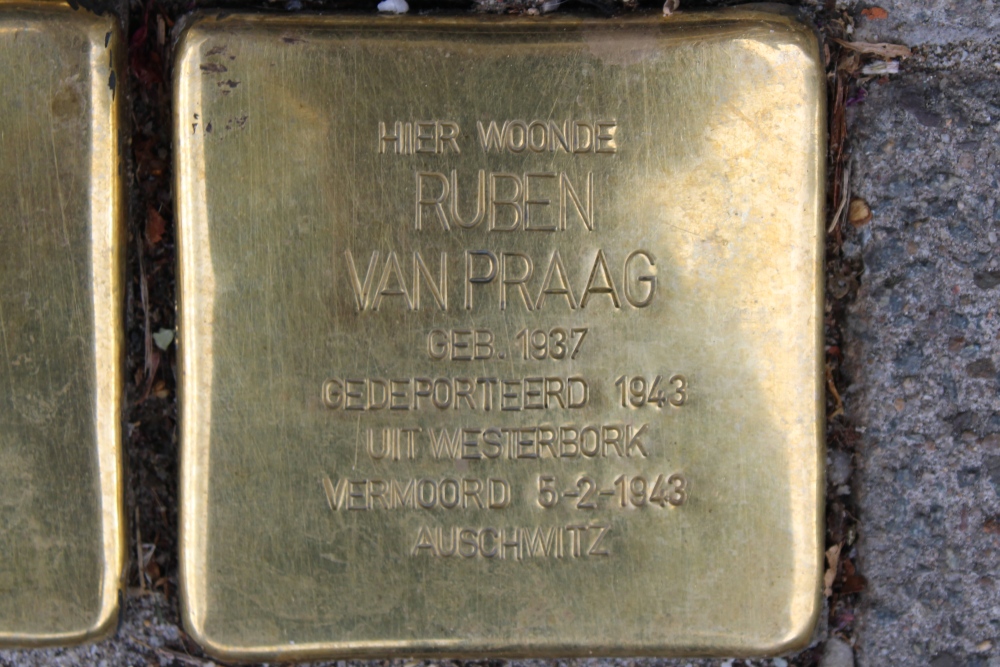 HIER WOONDE
RUBEN
VAN PRAAG
GEB. 1937
GEDEPORTEERD 1943
UIT WESTERBORK
VERMOORD 5-2-1943
AUSCHWITZ